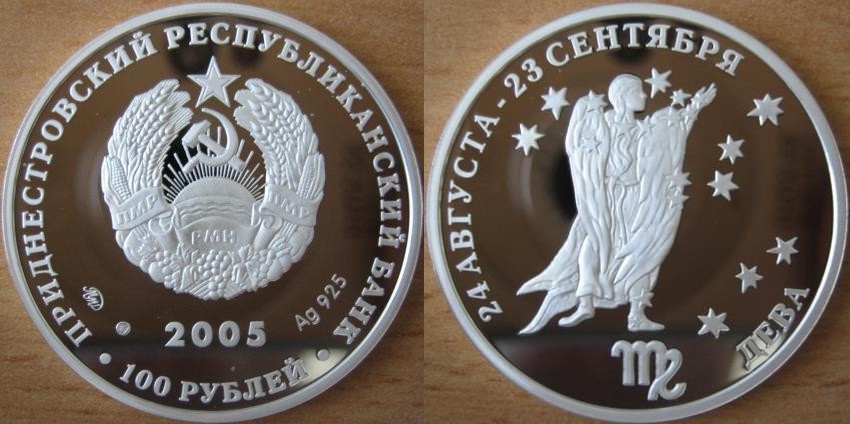 ПРИДНЕСТРОВСКИЙ РЕСПУБЛИКАНСКИЙ БАНК
ПМР
РМН
ПМР
2005
Ag 925
• 100 РУБЛЕЙ •
24 АВГУСТА - 23 СЕНТЯБРЯ
ДЕВА